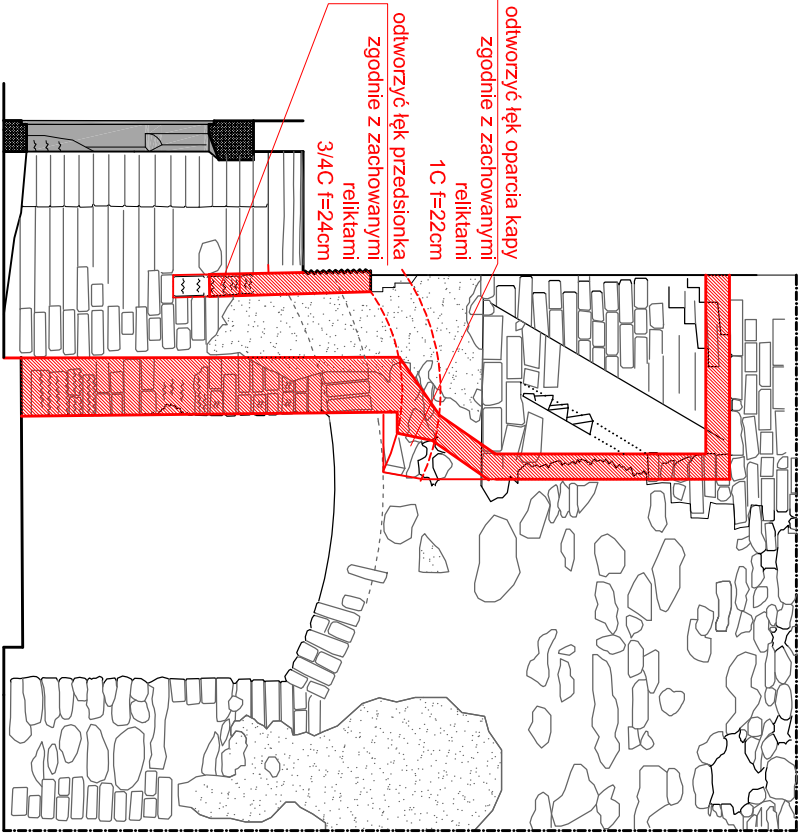 odtworzyć łęk oparcia kapy
zgodnie z zachowanymi
reliktami
1C f=22cm
odtworzyć łęk przedsionka
zgodnie z zachowanymi
reliktami
3/4C f=24cm